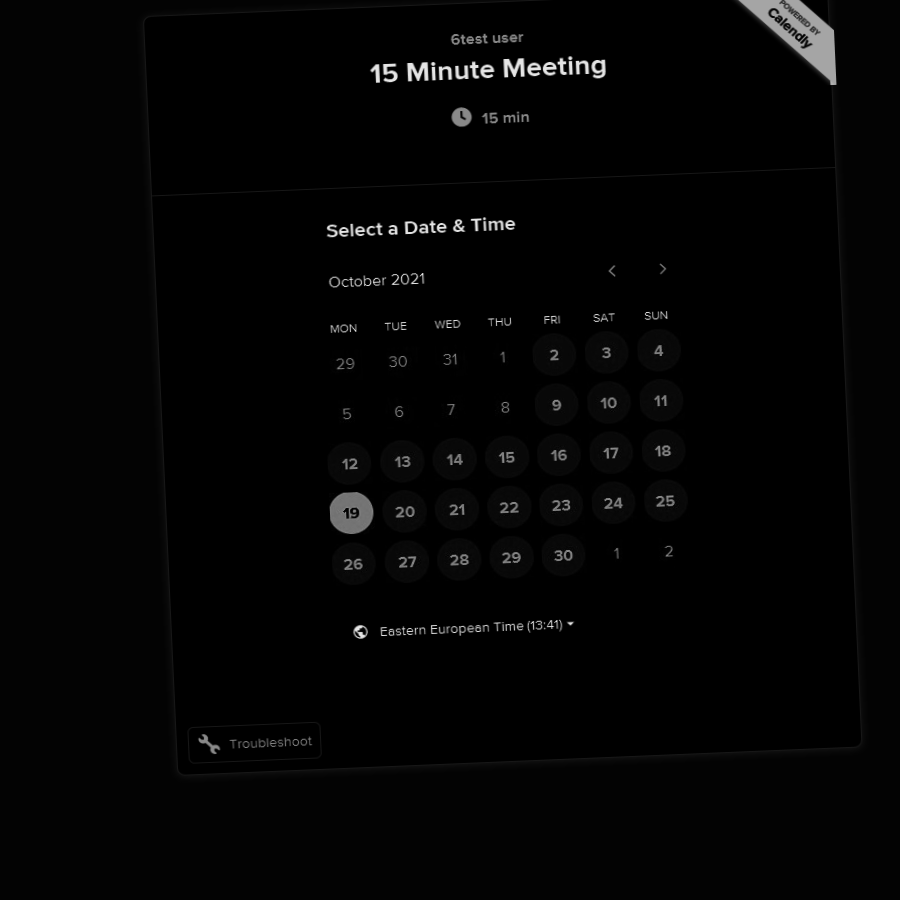 POWERED BY
Calendly
6test user
15 Minute Meeting
15 min
Select a Date & Time
October 2021
MON TUE WED THU FRI SAT SUN
29 30 31 1 2 3 4
5 6 7 8 9 10 11
12 13 14 15 16 17 18
19 20 21 22 23 24 25
26 27 28 29 30 1 2
Eastern European Time (13:41)
Troubleshoot